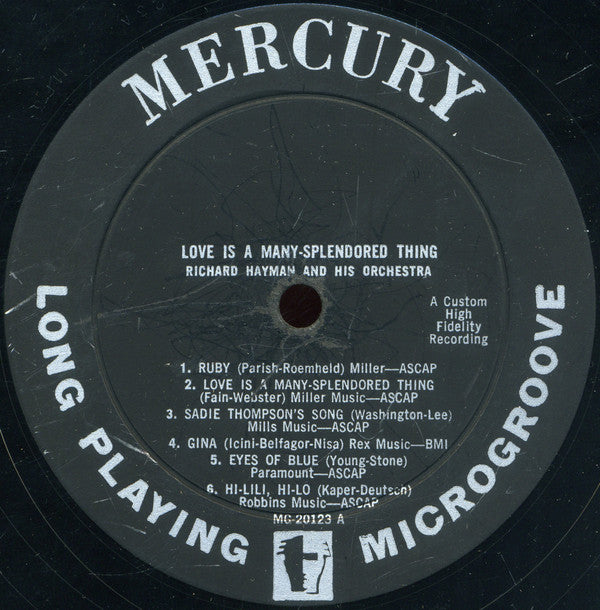 MERCURY
LOVE IS A MANY-SPLENDORED THING
RICHARD HAYMAN AND HIS ORCHESTRA
A Custom
High
Fidelity
Recording
1. RUBY (Parish-Roemheld) Miller—ASCAP
2. LOVE IS A MANY-SPLENDORED THING
(Fain-Webster) Miller Music—ASCAP
3. SADIE THOMPSON'S SONG (Washington-Lee)
Mills Music—ASCAP
4. GINA (Icini-Belfagor-Nisa) Rex Music—BMI
5. EYES OF BLUE (Young-Stone)
Paramount—ASCAP
6. HI-LILI, HI-LO (Kaper-Deutsch)
Robbins Music—ASCAP
MG-20123 A
LONG PLAYING MICROGROOVE